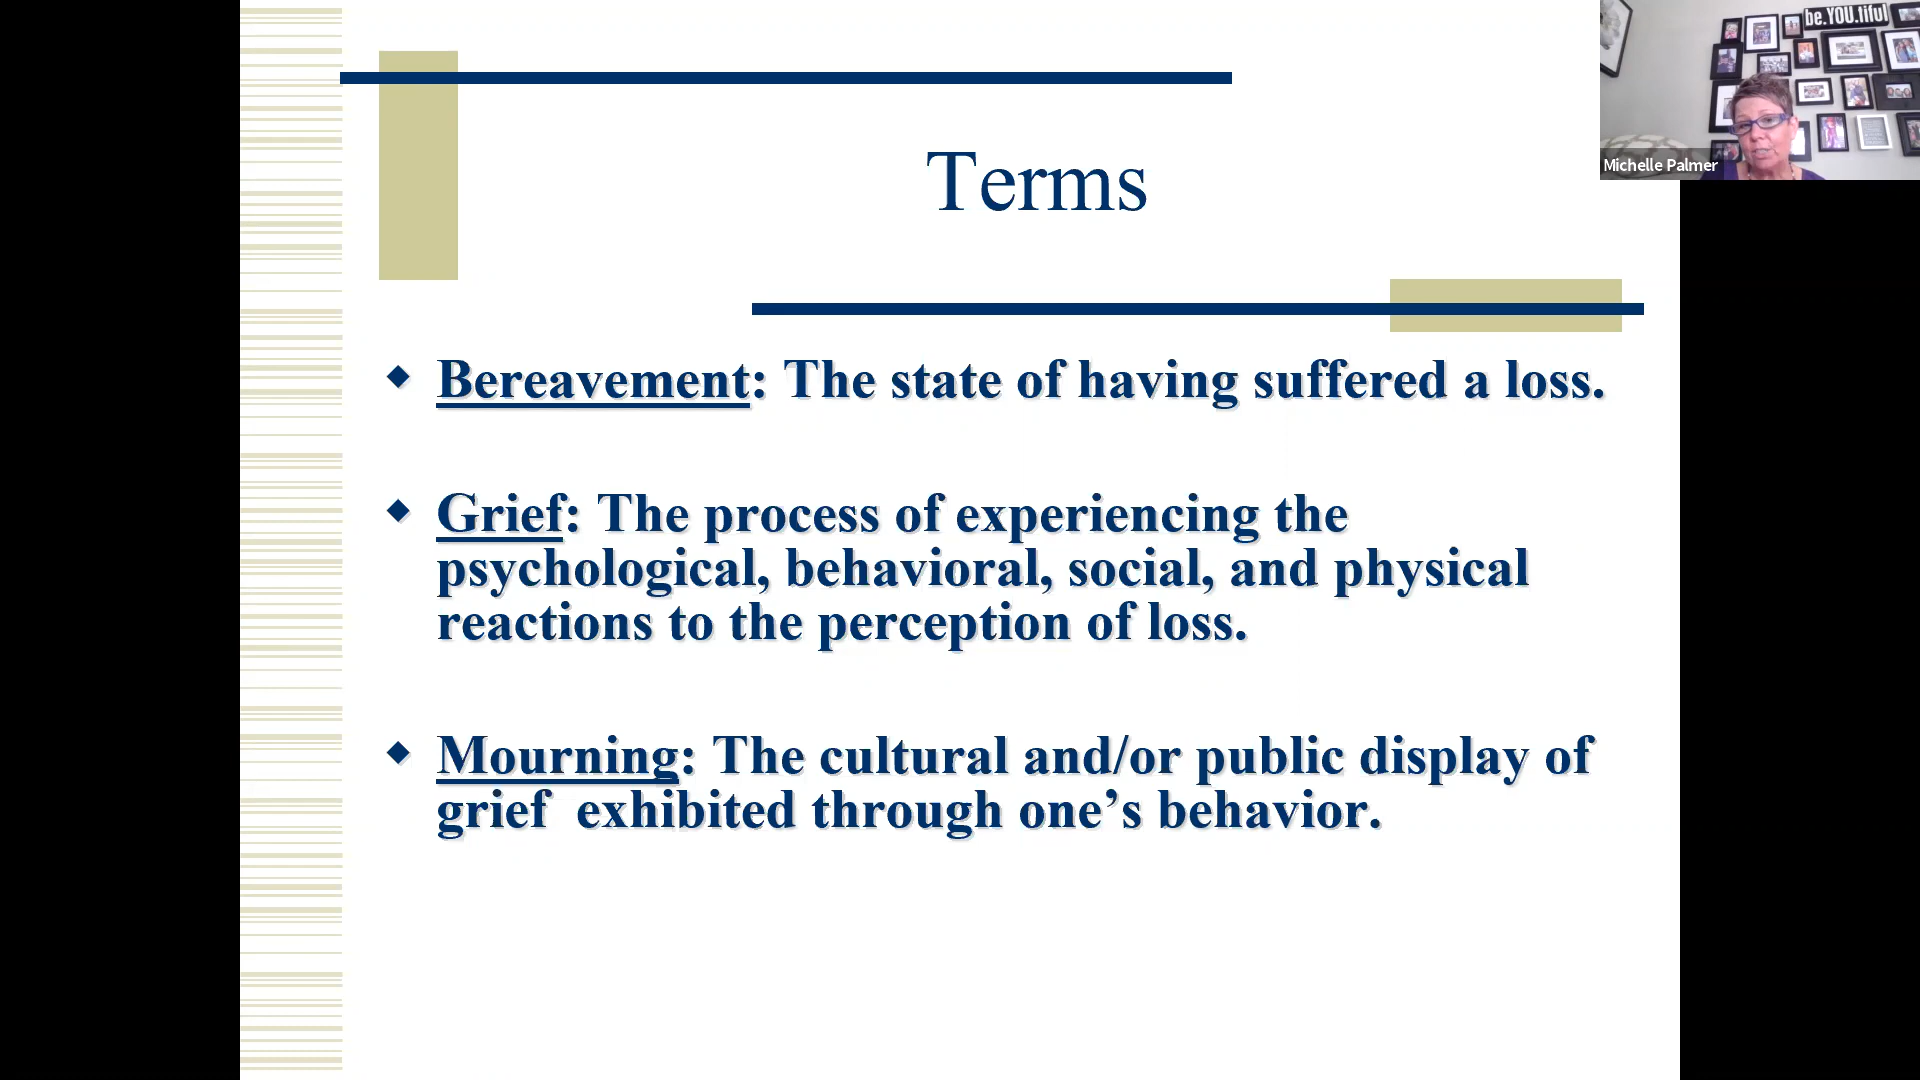 be.YOU.tiful
Michelle Palmer
Terms
Bereavement: The state of having suffered a loss.
Grief: The process of experiencing the
psychological, behavioral, social, and physical
reactions to the perception of loss.
Mourning: The cultural and/or public display of
grief  exhibited through one’s behavior.